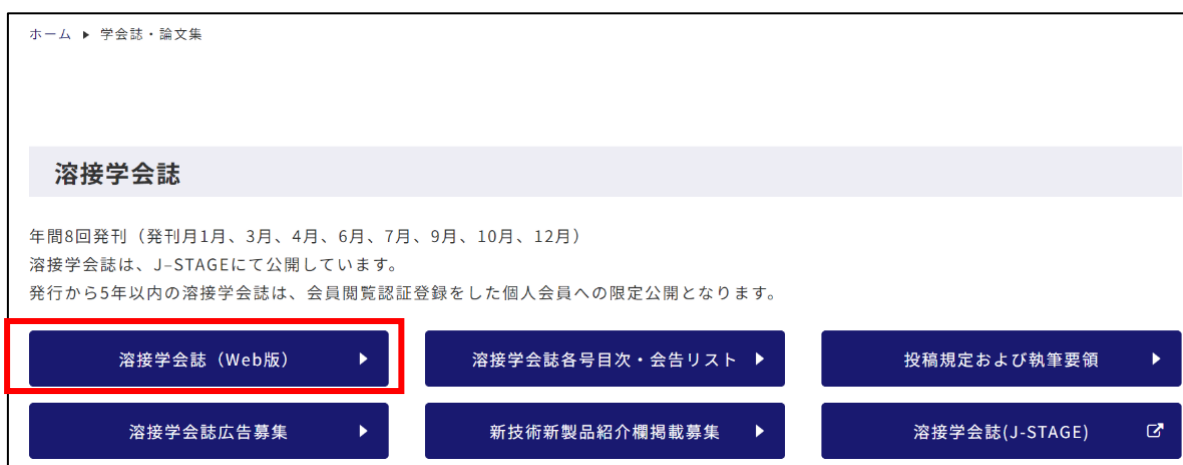 ホーム ▶ 学会誌・論文集
溶接学会誌
年間8回発刊（発刊月1月、3月、4月、6月、7月、9月、10月、12月）
溶接学会誌は、J–STAGEにて公開しています。
発行から5年以内の溶接学会誌は、会員閲覧認証登録をした個人会員への限定公開となります。
溶接学会誌（Web版）
溶接学会誌各号目次・会告リスト
投稿規定および執筆要領
溶接学会誌広告募集
新技術新製品紹介欄掲載募集
溶接学会誌(J-STAGE)